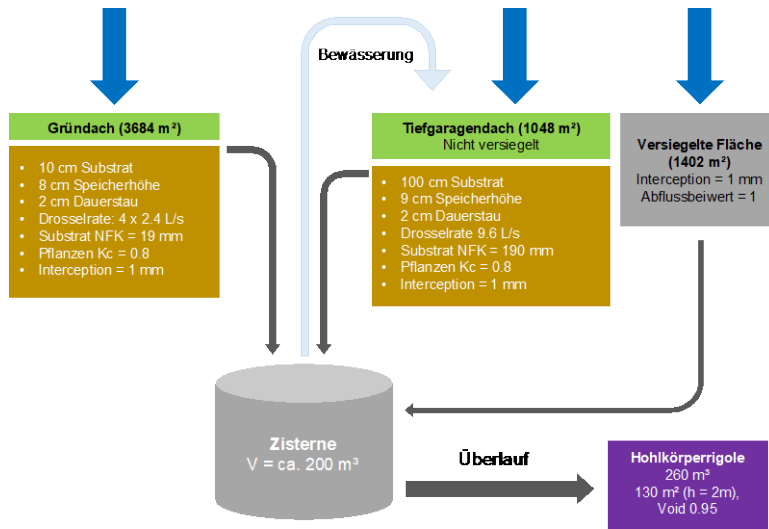 Bewässerung
Gründach (3684 m²)
• 10 cm Substrat
• 8 cm Speicherhöhe
• 2 cm Dauerstau
• Drosselrate: 4 x 2.4 L/s
• Substrat NFK = 19 mm
• Pflanzen Kc = 0.8
• Interception = 1 mm
Tiefgaragendach (1048 m²)
Nicht versiegelt
• 100 cm Substrat
• 9 cm Speicherhöhe
• 2 cm Dauerstau
• Drosselrate 9.6 L/s
• Substrat NFK = 190 mm
• Pflanzen Kc = 0.8
• Interception = 1 mm
Versiegelte Fläche
(1402 m²)
Interception = 1 mm
Abflussbeiwert = 1
Zisterne
V = ca. 200 m³
Überlauf
Hohlkörperrigole
260 m³
130 m² (h = 2m),
Void 0.95